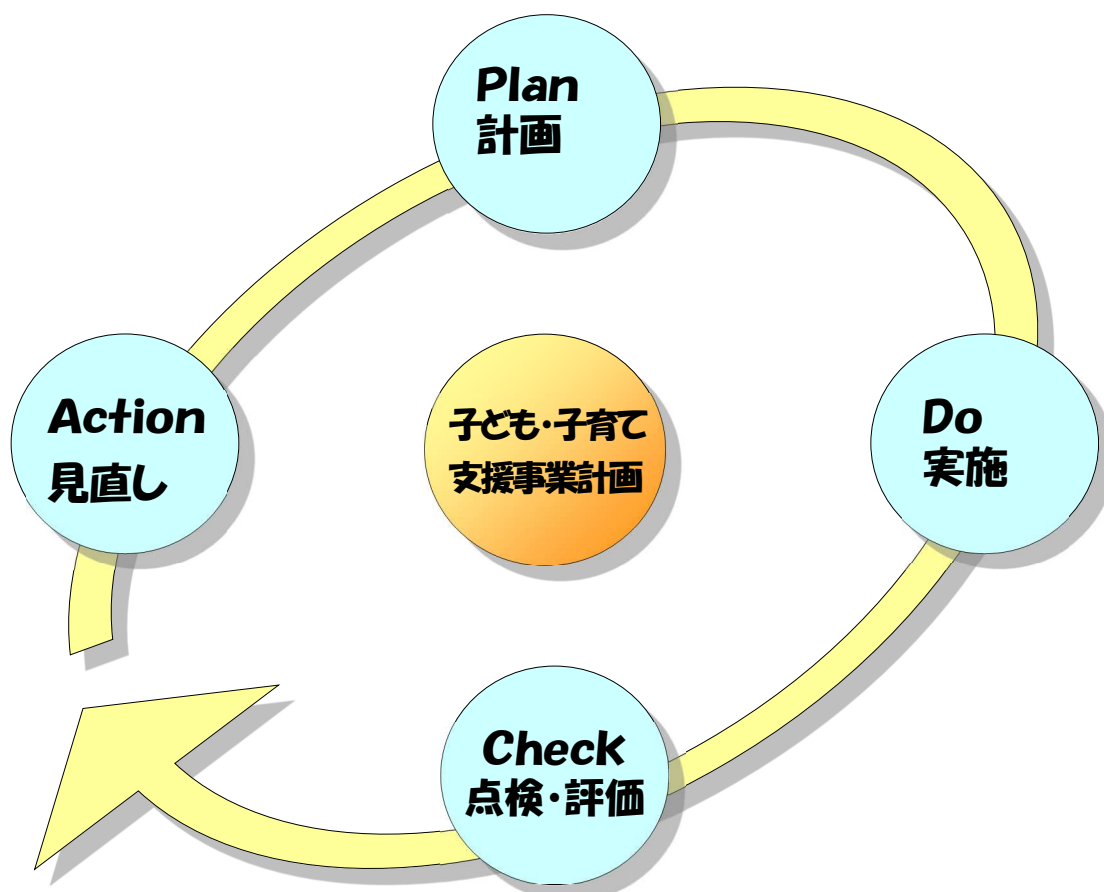 Plan
計画
Action
見直し
子ども・子育て
支援事業計画
Do
実施
Check
点検・評価